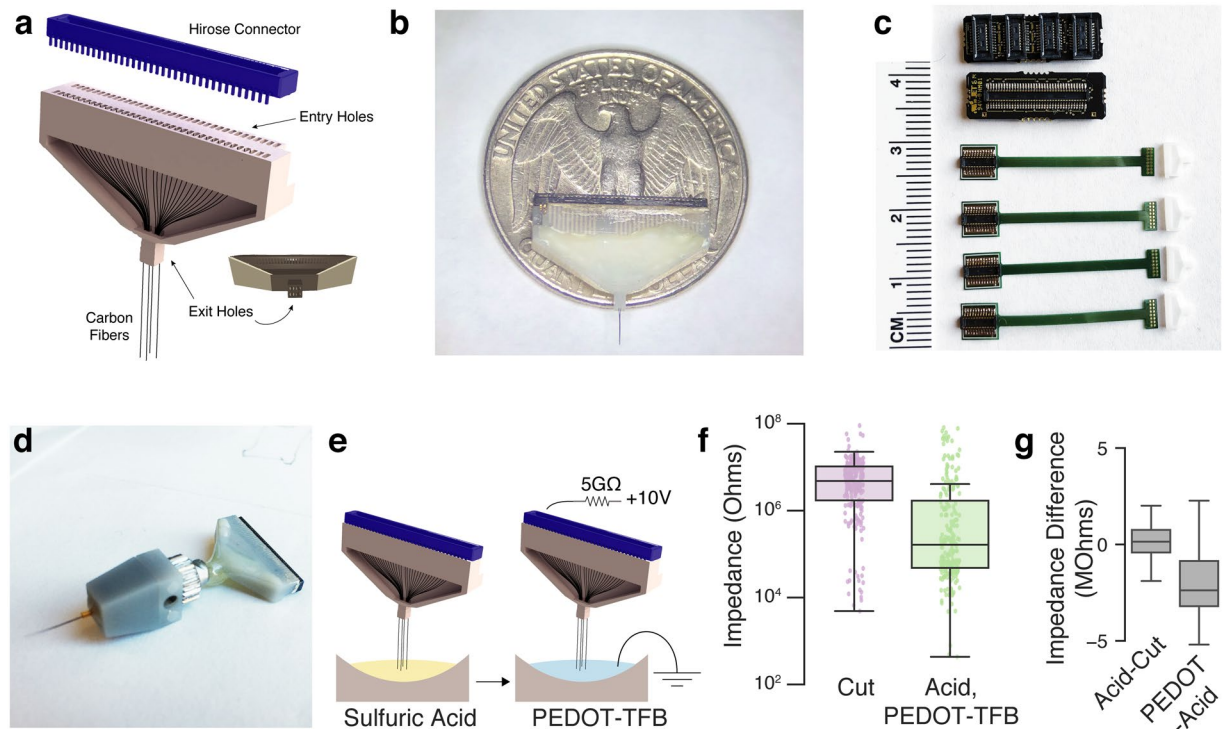 a
Hirose Connector
Entry Holes
Carbon
Fibers
Exit Holes
b
UNITED STATES OF AMERICA
c
4
3
2
1
CM
d
e
5GΩ
+10V
Sulfuric Acid
PEDOT-TFB
f
Impedance (Ohms)
10⁸
10⁶
10⁴
10²
Cut
Acid,
PEDOT-TFB
g
Impedance Difference
(MOhms)
5
0
−5
Acid-Cut
PEDOT
-Acid